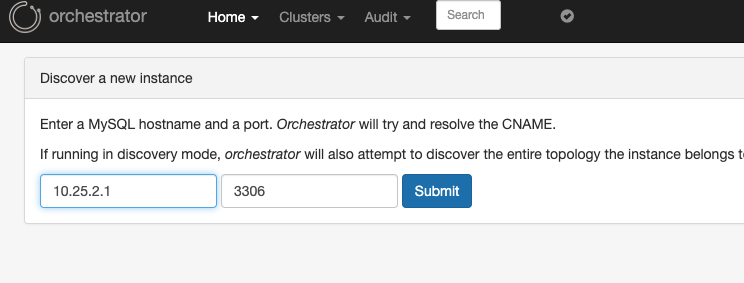 orchestrator Home Clusters Audit Search
Discover a new instance
Enter a MySQL hostname and a port. Orchestrator will try and resolve the CNAME.
If running in discovery mode, orchestrator will also attempt to discover the entire topology the instance belongs
10.25.2.1 3306 Submit